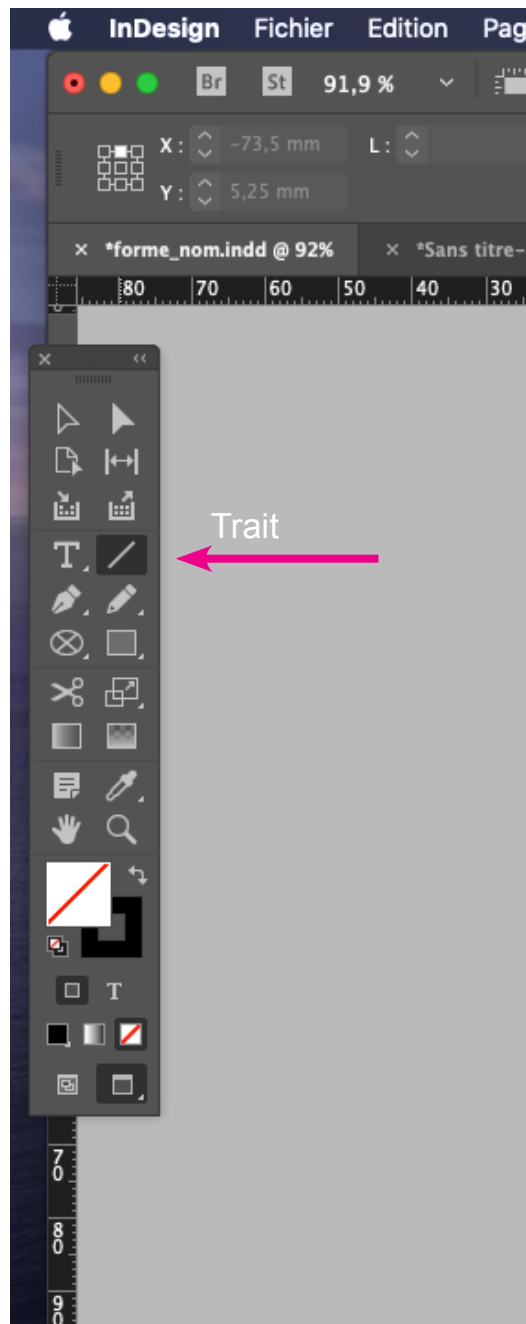 InDesign Fichier Edition Pag
Br St 91,9 %
X : -73,5 mm L :
Y : 5,25 mm
× *forme_nom.indd @ 92% × *Sans titre-
80 70 60 50 40 30
0
Trait
T
T
70
80
90